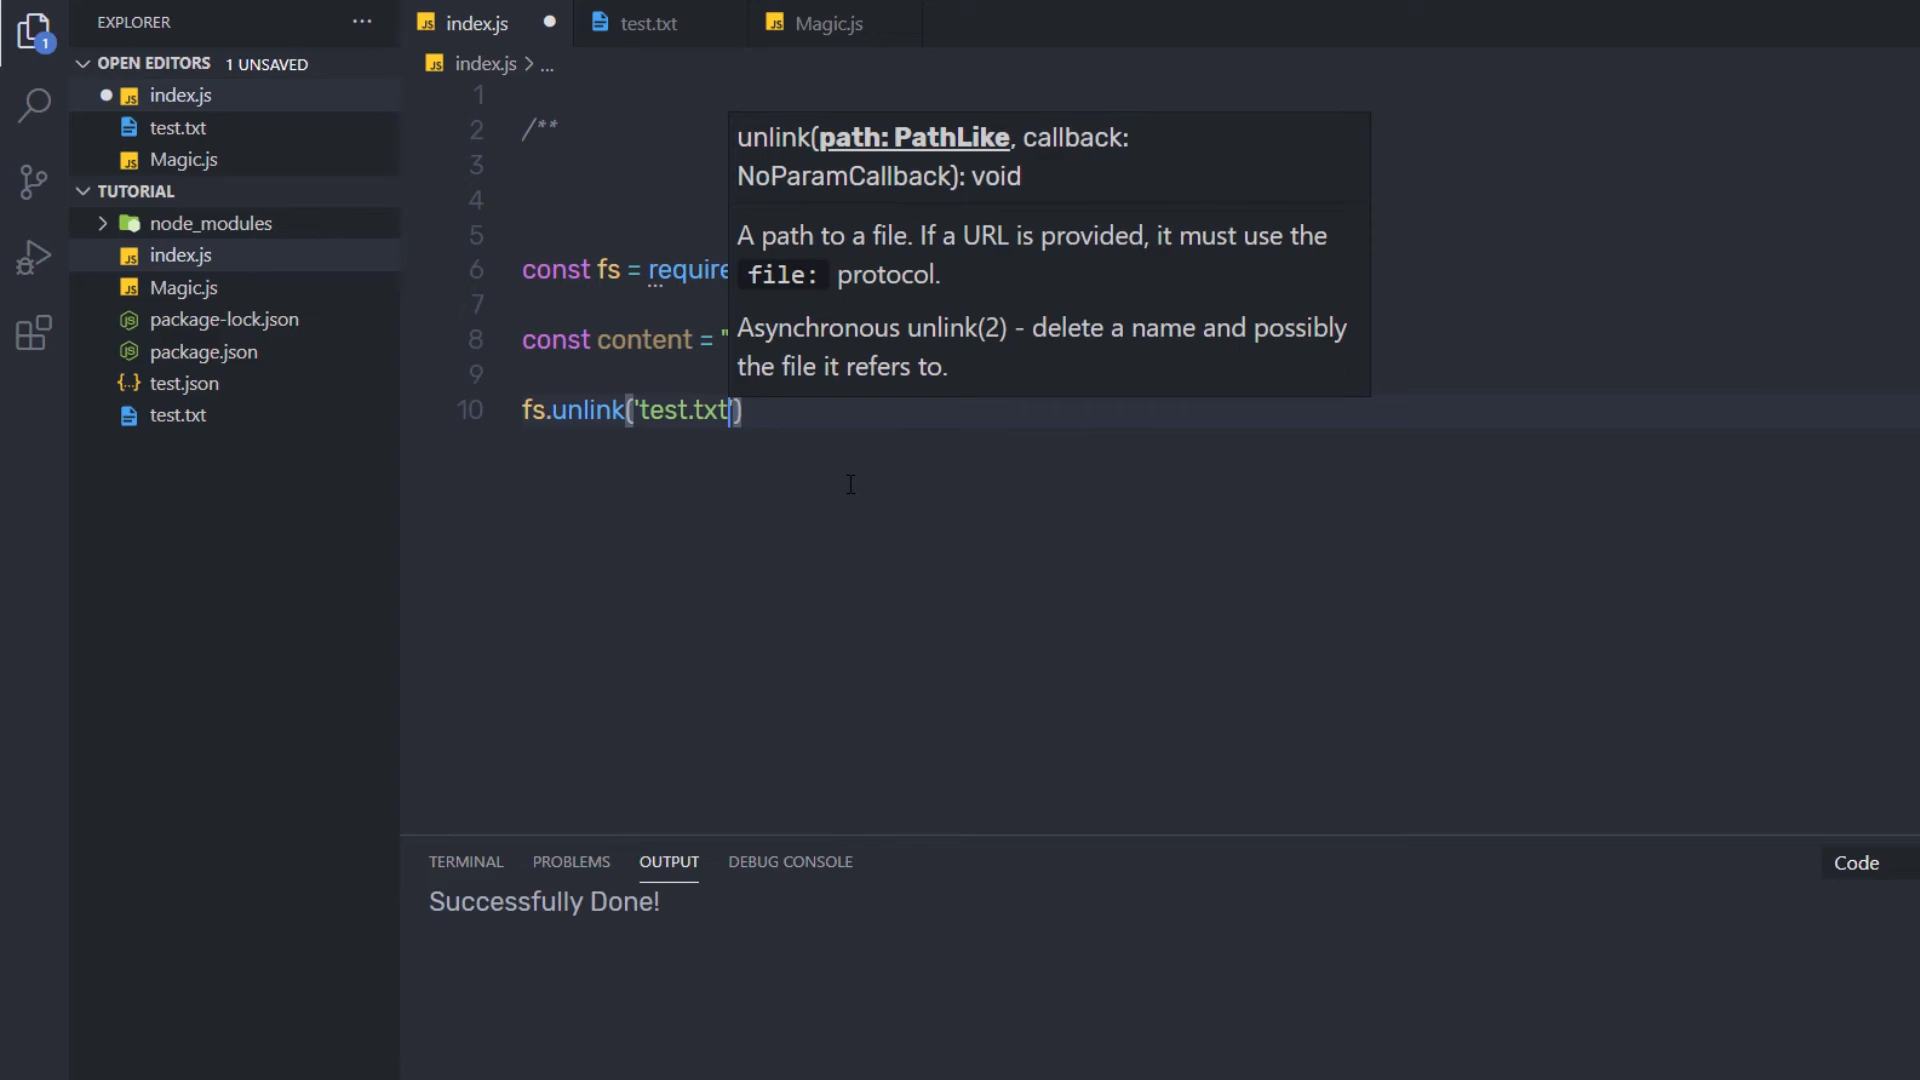 EXPLORER
1
OPEN EDITORS 1 UNSAVED
index.js
test.txt
Magic.js
TUTORIAL
node_modules
index.js
Magic.js
package-lock.json
package.json
test.json
test.txt
index.js
test.txt
Magic.js
index.js > ...
1
2 /**
3
4
5
6 const fs = require
7
8 const content = "
9
10 fs.unlink('test.txt')
unlink(path: PathLike, callback:
NoParamCallback): void
A path to a file. If a URL is provided, it must use the
file: protocol.
Asynchronous unlink(2) - delete a name and possibly
the file it refers to.
TERMINAL PROBLEMS OUTPUT DEBUG CONSOLE
Code
Successfully Done!